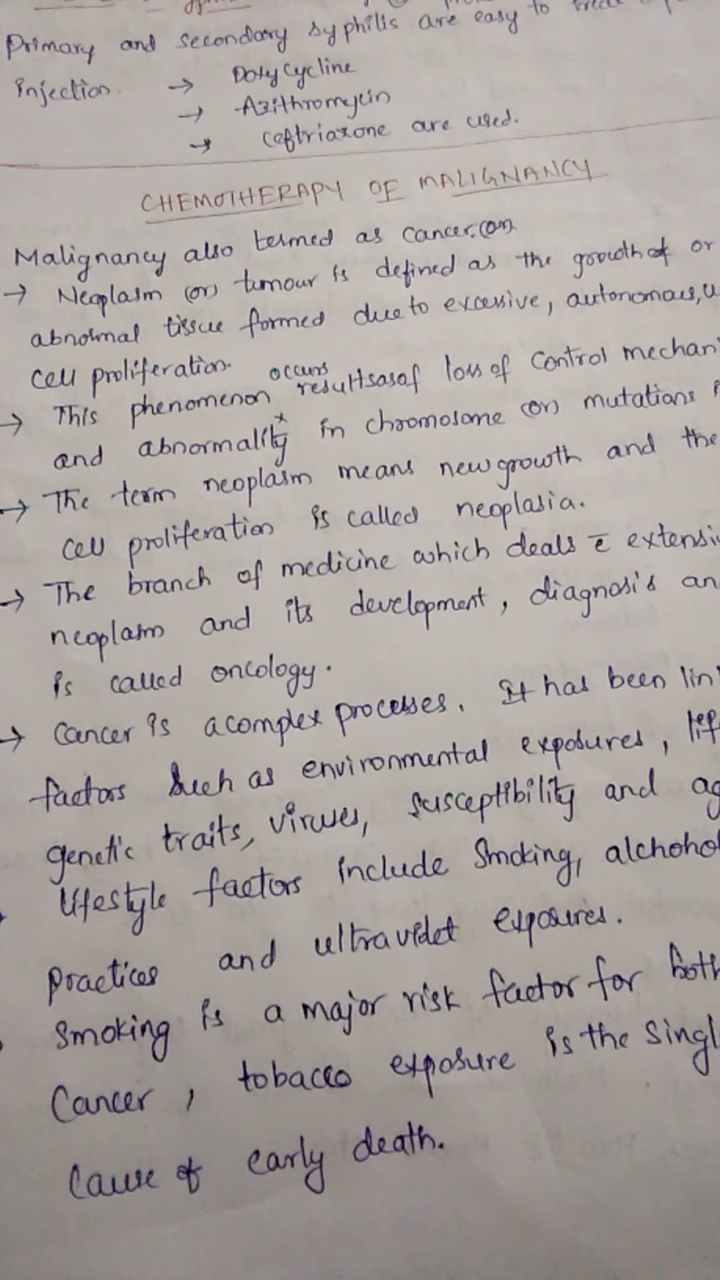 Primary and secondary syphilis are easy to treat
injection. → Doxycycline
→ Azithromycin
→ Ceftriaxone are used.
CHEMOTHERAPY OF MALIGNANCY
Malignancy also termed as cancer. (or)
→ Neoplasm (or) tumour is defined as the growth of or
abnormal tissue formed due to excessive, autonomous, u
cell proliferation.
→ This phenomenon occurs results as of loss of control mechani
and abnormality in chromosome (or) mutations
→ The term neoplasm means new growth and the
cell proliferation is called neoplasia.
→ The branch of medicine which deals c̄ extensi
neoplasm and its development, diagnosis an
is called oncology.
→ Cancer is a complex processes. It has been lin
factors such as environmental exposures, lif
genetic traits, viruses, susceptibility and ag
Lifestyle factors include smoking, alchohol
practices and ultraviolet exposures.
Smoking is a major risk factor for both
Cancer, tobacco exposure is the singl
cause of early death.